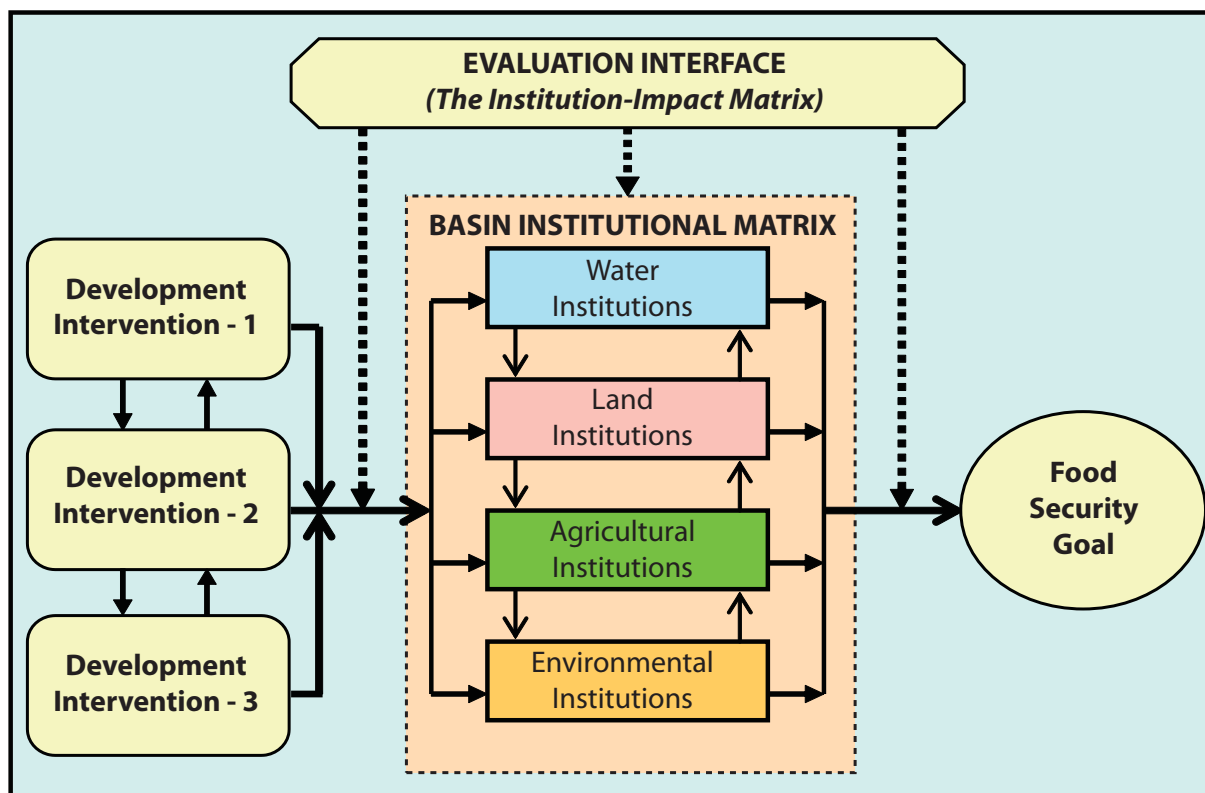 EVALUATION INTERFACE
(The Institution-Impact Matrix)
BASIN INSTITUTIONAL MATRIX
Development
Intervention - 1
Development
Intervention - 2
Development
Intervention - 3
Water
Institutions
Land
Institutions
Agricultural
Institutions
Environmental
Institutions
Food
Security
Goal